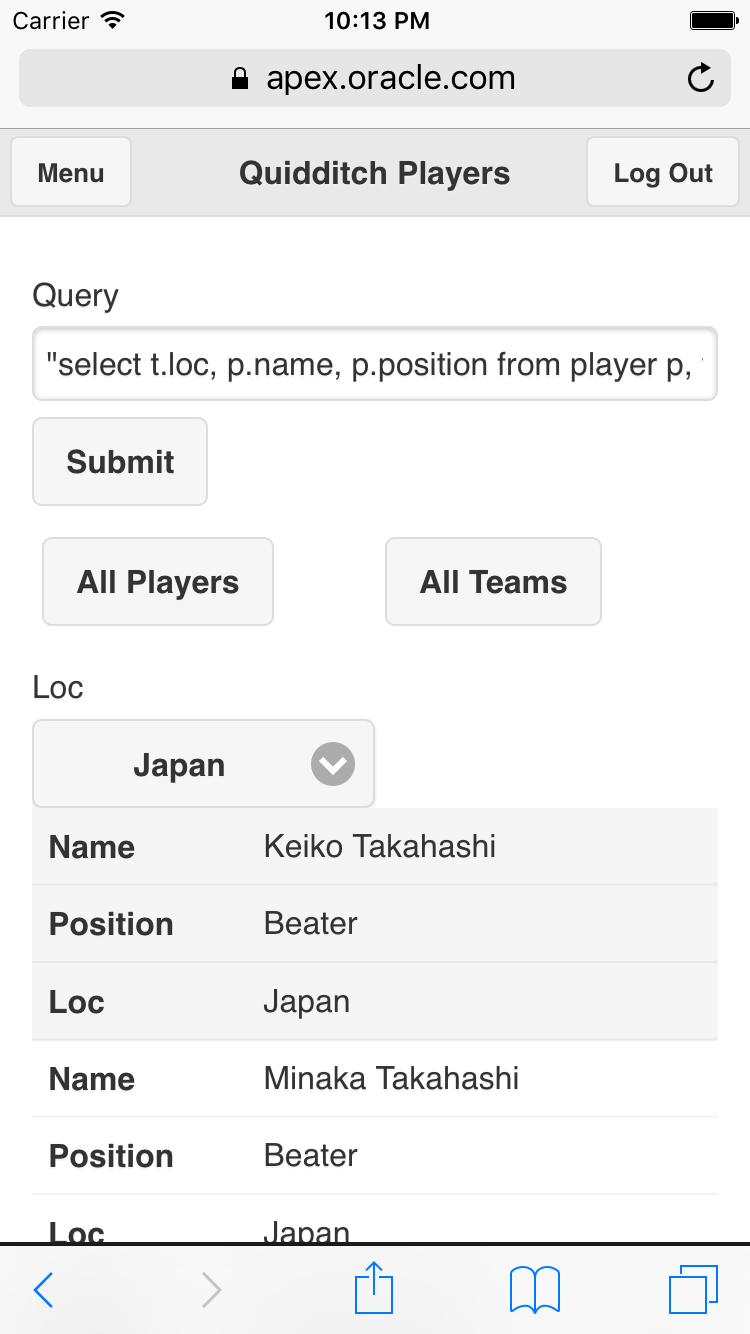 Carrier 10:13 PM
apex.oracle.com
Menu Quidditch Players Log Out
Query
"select t.loc, p.name, p.position from player p,
Submit
All Players All Teams
Loc
Japan
Name Keiko Takahashi
Position Beater
Loc Japan
Name Minaka Takahashi
Position Beater
Loc Japan